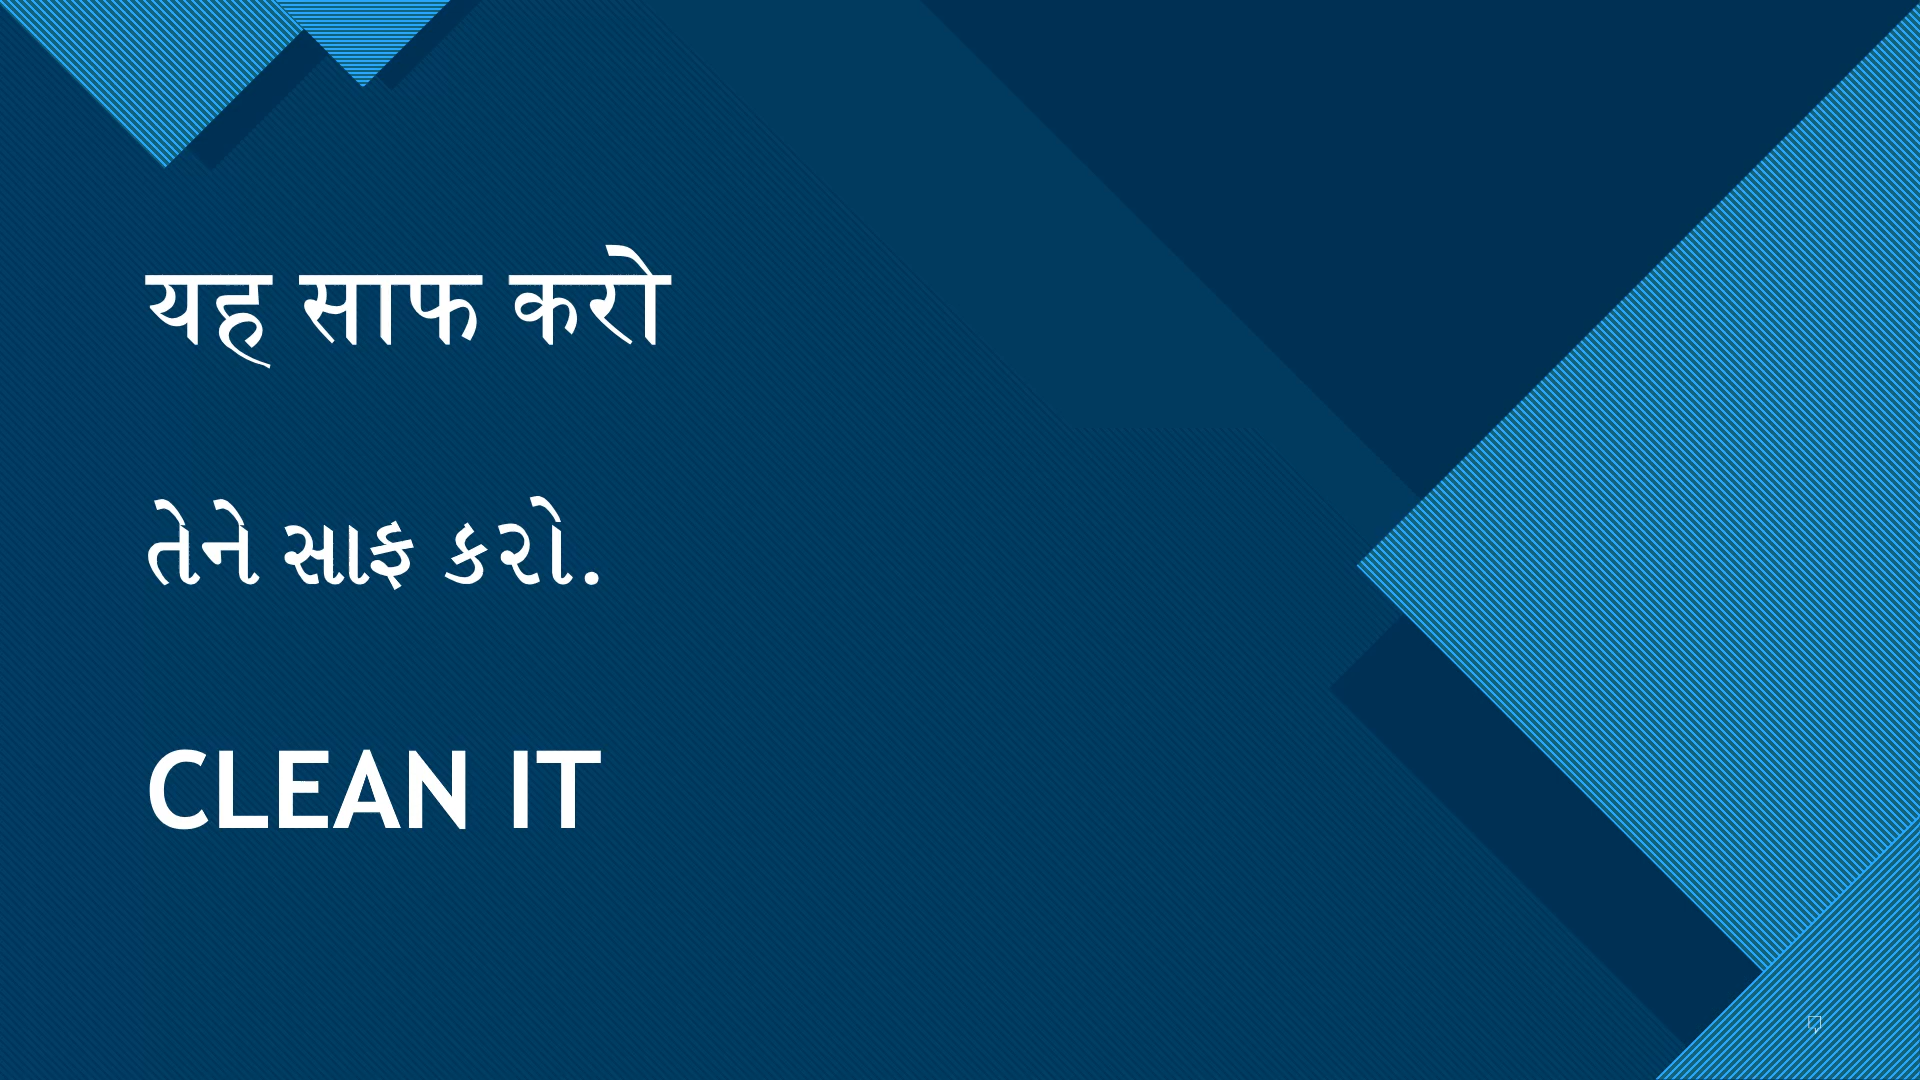 यह साफ करो
તેને સાફ કરો.
CLEAN IT